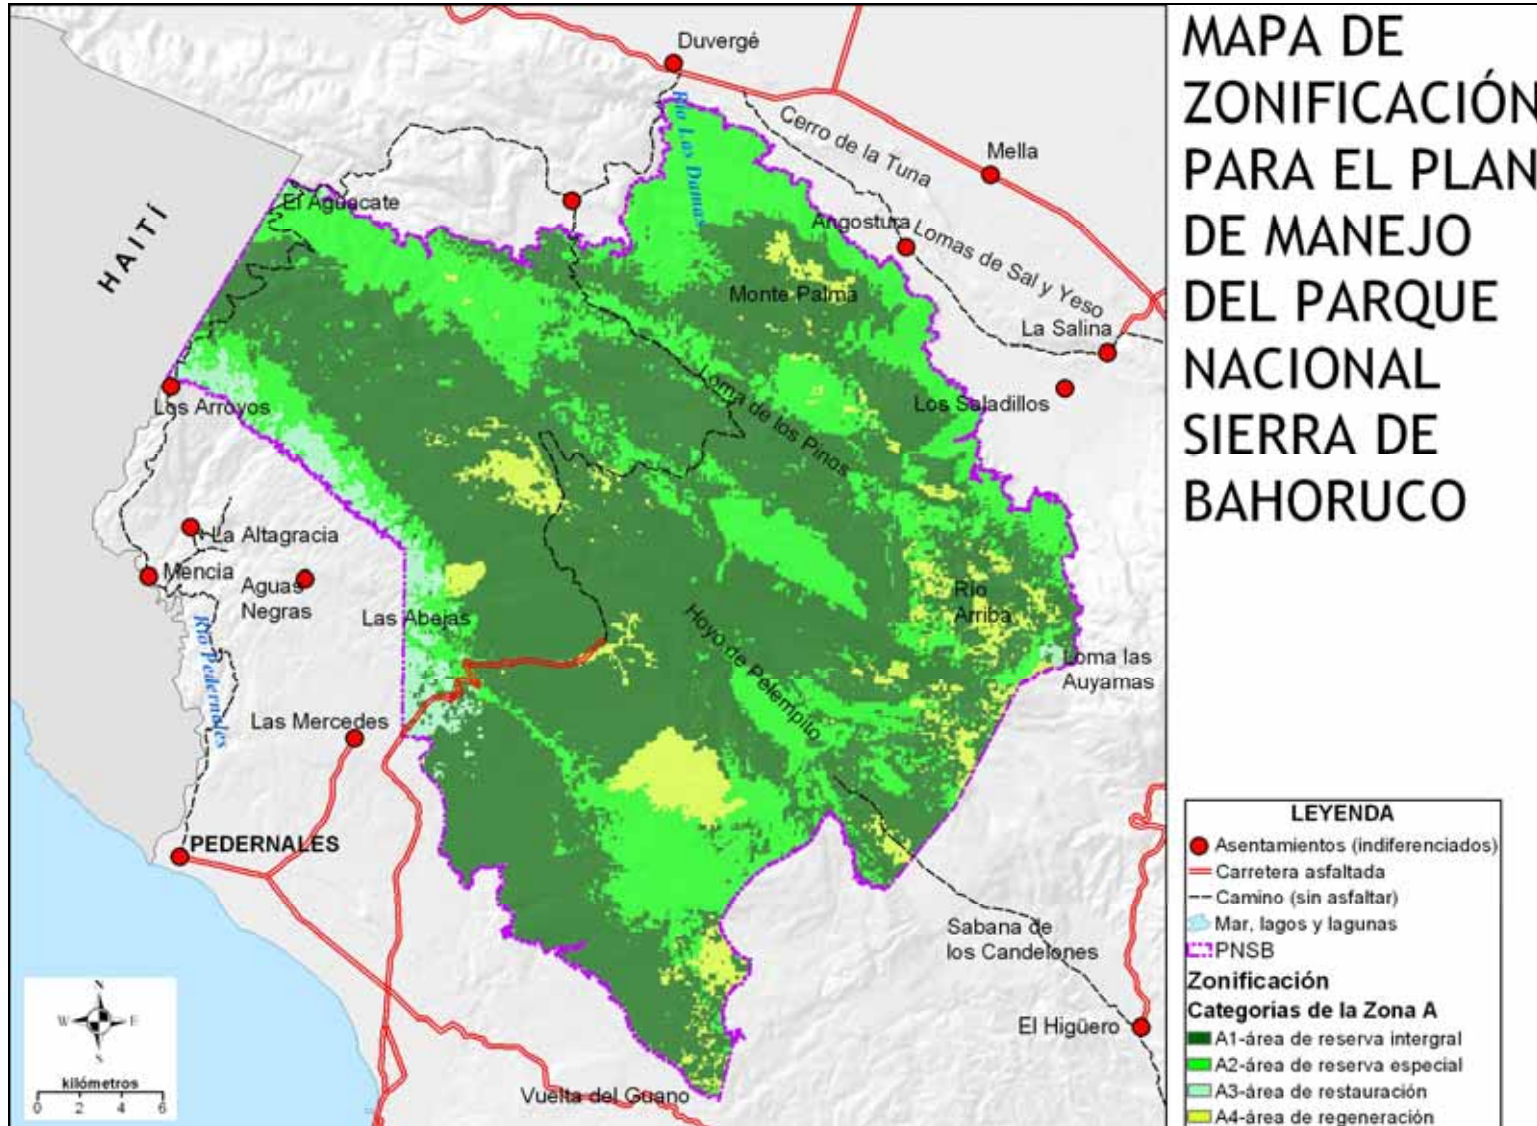 MAPA DE
ZONIFICACIÓN
PARA EL PLAN
DE MANEJO
DEL PARQUE
NACIONAL
SIERRA DE
BAHORUCO
Duvergé
Río Las Damas
Cerro de la Tuna
Mella
El Aguacate
Angostura
Lomas de Sal y Yeso
HAITÍ
Monte Palma
La Salina
Los Arroyos
Loma de los Pinos
Los Saladillos
La Altagracia
Mencia
Aguas
Negras
Río
Arriba
Las Abejas
Hoyo de Pelempito
Río Pedernales
Loma las
Auyamas
Las Mercedes
PEDERNALES
Sabana de
los Candelones
El Higüero
Vuelta del Guano
N
W E
S
kilómetros
0 2 4 6
LEYENDA
Asentamientos (indiferenciados)
Carretera asfaltada
Camino (sin asfaltar)
Mar, lagos y lagunas
PNSB
Zonificación
Categorias de la Zona A
A1-área de reserva intergral
A2-área de reserva especial
A3-área de restauración
A4-área de regeneración